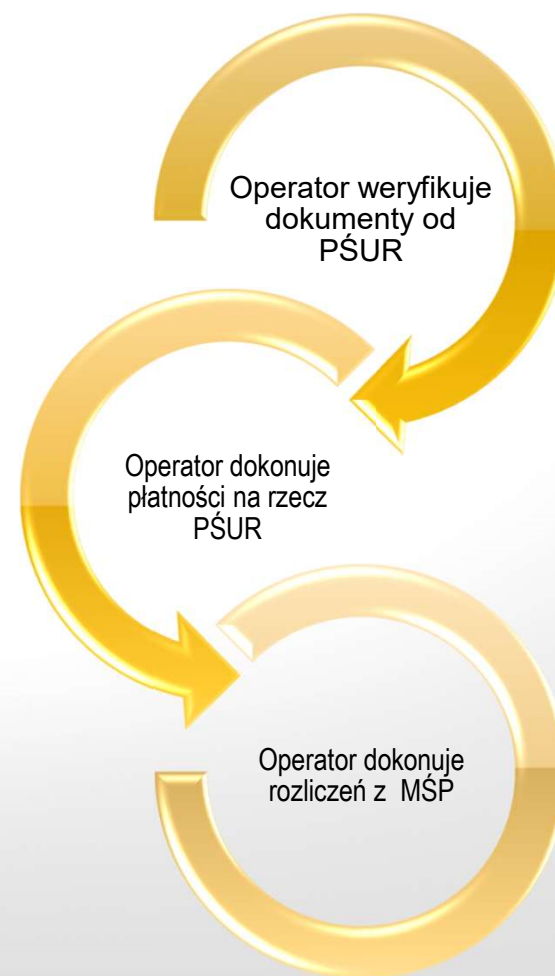 Operator weryfikuje
dokumenty od
PŚUR
Operator dokonuje
płatności na rzecz
PŚUR
Operator dokonuje
rozliczeń z MŚP